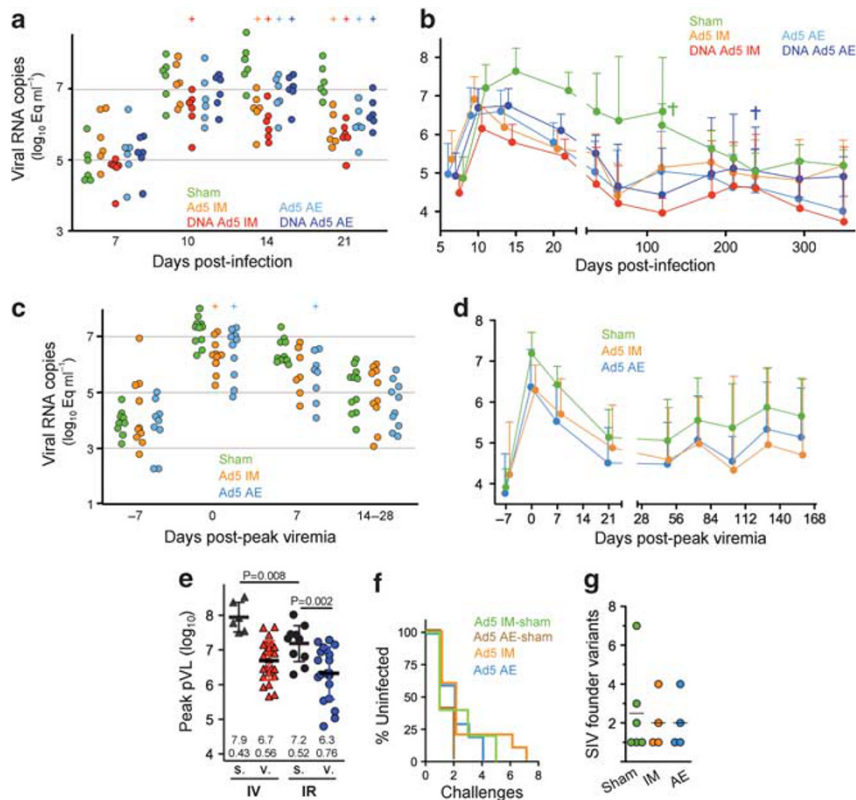 a
+ + + + + + + + +
Viral RNA copies
(log10 Eq ml−1)
7
5
3
Sham
Ad5 IM Ad5 AE
DNA Ad5 IM DNA Ad5 AE
7 10 14 21
Days post-infection
b
Sham
Ad5 IM Ad5 AE
DNA Ad5 IM DNA Ad5 AE
8
7
6
5
4
† †
5 10 15 20 100 200 300
Days post-infection
c
+ + +
Viral RNA copies
(log10 Eq ml−1)
7
5
3
1
Sham
Ad5 IM
Ad5 AE
−7 0 7 14–28
Days post-peak viremia
d
Sham
Ad5 IM
Ad5 AE
8
7
6
5
4
−7 0 7 14 21 28 56 84 112 140 168
Days post-peak viremia
e
P=0.008
P=0.002
Peak pVL (log10)
8
7
6
5
4
7.9 6.7 7.2 6.3
0.43 0.56 0.52 0.76
s. v. s. v.
IV IR
f
Ad5 IM-sham
Ad5 AE-sham
Ad5 IM
Ad5 AE
% Uninfected
100
75
50
25
0
0 2 4 6 8
Challenges
g
SIV founder variants
8
6
4
2
0
Sham IM AE